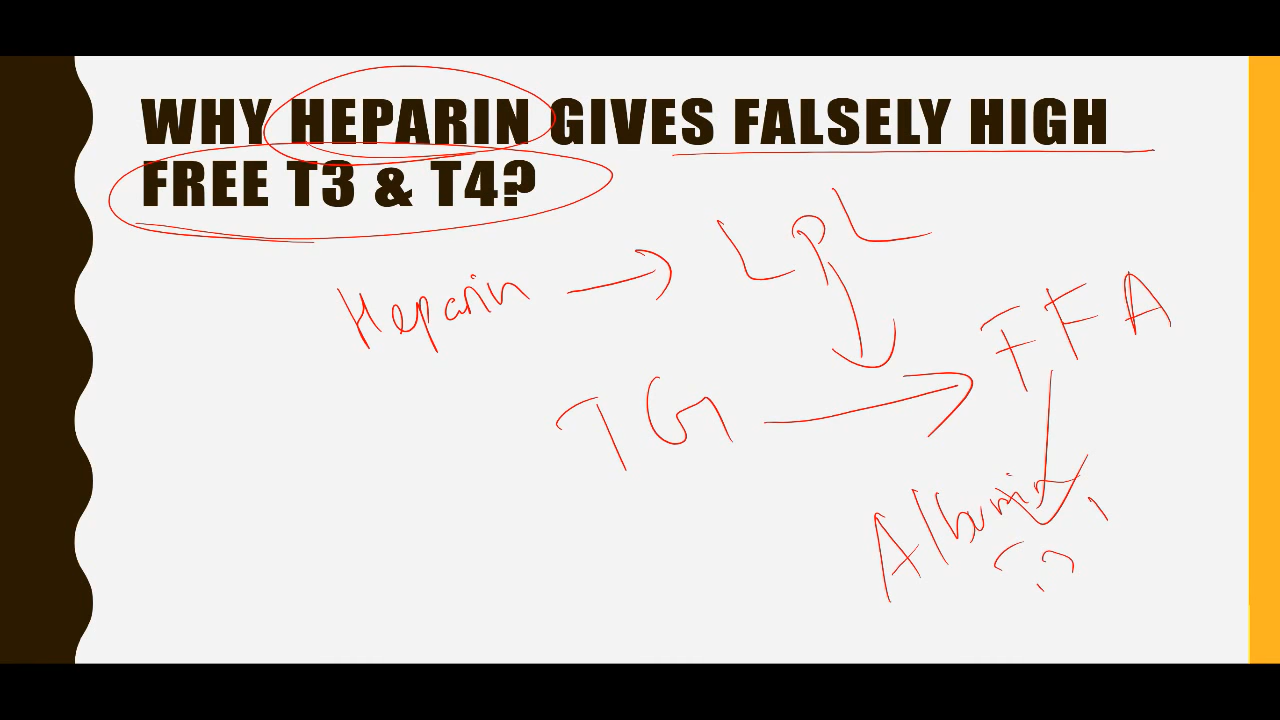 WHY HEPARIN GIVES FALSELY HIGH
FREE T3 & T4?
Heparin → LPL
TG → FFA
Albumin